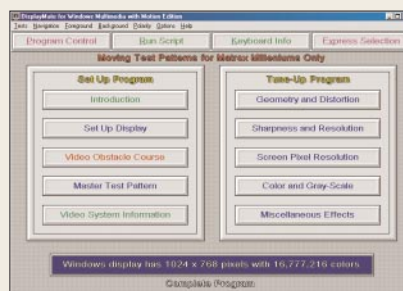 DisplayMate for Windows Multimedia with Motion Edition
Tests Navigation Foreground Background Polarity Options Help
Program Control Run Script Keyboard Info Express Selection
Moving Test Patterns for Matrox Milleniums Only
Set Up Program
Introduction
Set Up Display
Video Obstacle Course
Master Test Pattern
Video System Information
Tune-Up Program
Geometry and Distortion
Sharpness and Resolution
Screen Pixel Resolution
Color and Gray-Scale
Miscellaneous Effects
Windows display has 1024 x 768 pixels with 16,777,216 colors
Complete Program